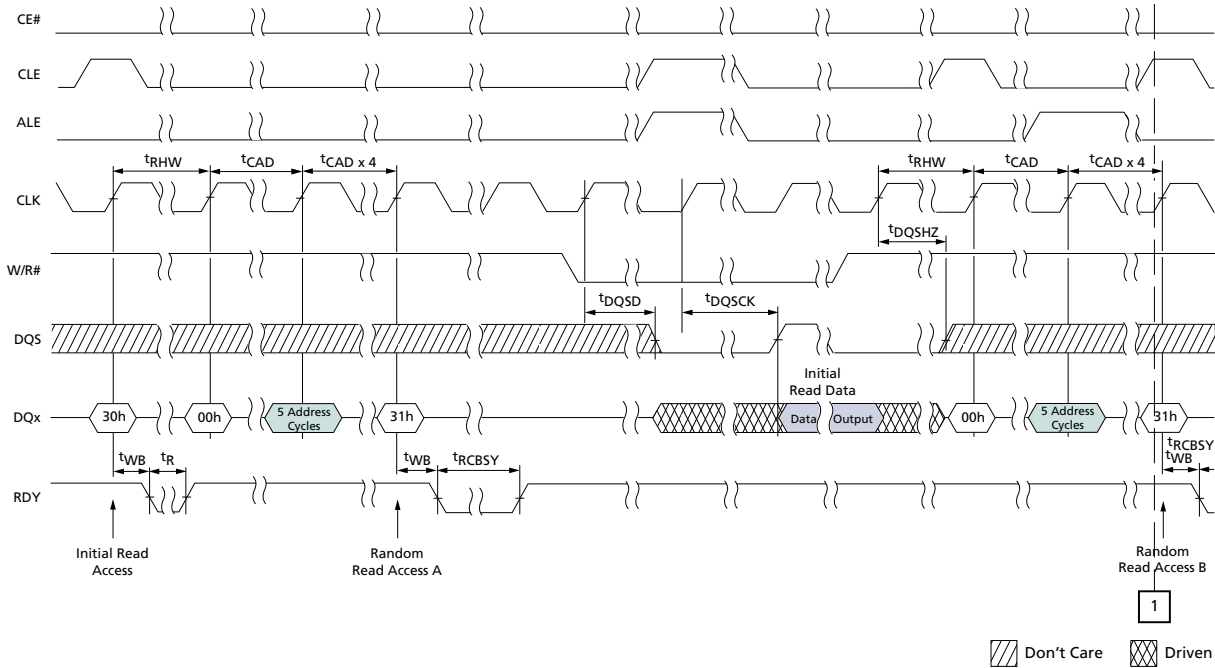 CE#
CLE
ALE
tRHW
tCAD
tCAD x 4
tRHW
tCAD
tCAD x 4
CLK
tDQSHZ
W/R#
tDQSD
tDQSCK
DQS
Initial
Read Data
DQx
30h
00h
5 Address
Cycles
31h
Data
Output
00h
5 Address
Cycles
31h
tWB
tR
tWB
tRCBSY
tRCBSY
tWB
RDY
Initial Read
Access
Random
Read Access A
Random
Read Access B
1
Don't Care
Driven